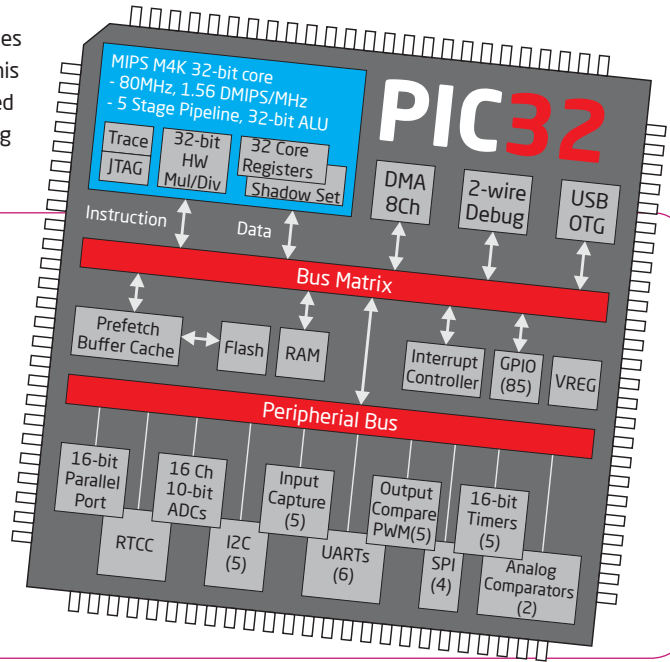 es
his
ed
g
MIPS M4K 32-bit core
- 80MHz, 1.56 DMIPS/MHz
- 5 Stage Pipeline, 32-bit ALU
Trace
JTAG
32-bit
HW
Mul/Div
32 Core
Registers
Shadow Set
PIC32
DMA
8Ch
2-wire
Debug
USB
OTG
Instruction
Data
Bus Matrix
Prefetch
Buffer Cache
Flash
RAM
Interrupt
Controller
GPIO
(85)
VREG
Peripherial Bus
16-bit
Parallel
Port
RTCC
16 Ch
10-bit
ADCs
I2C
(5)
Input
Capture
(5)
UARTs
(6)
Output
Compare
PWM(5)
SPI
(4)
16-bit
Timers
(5)
Analog
Comparators
(2)